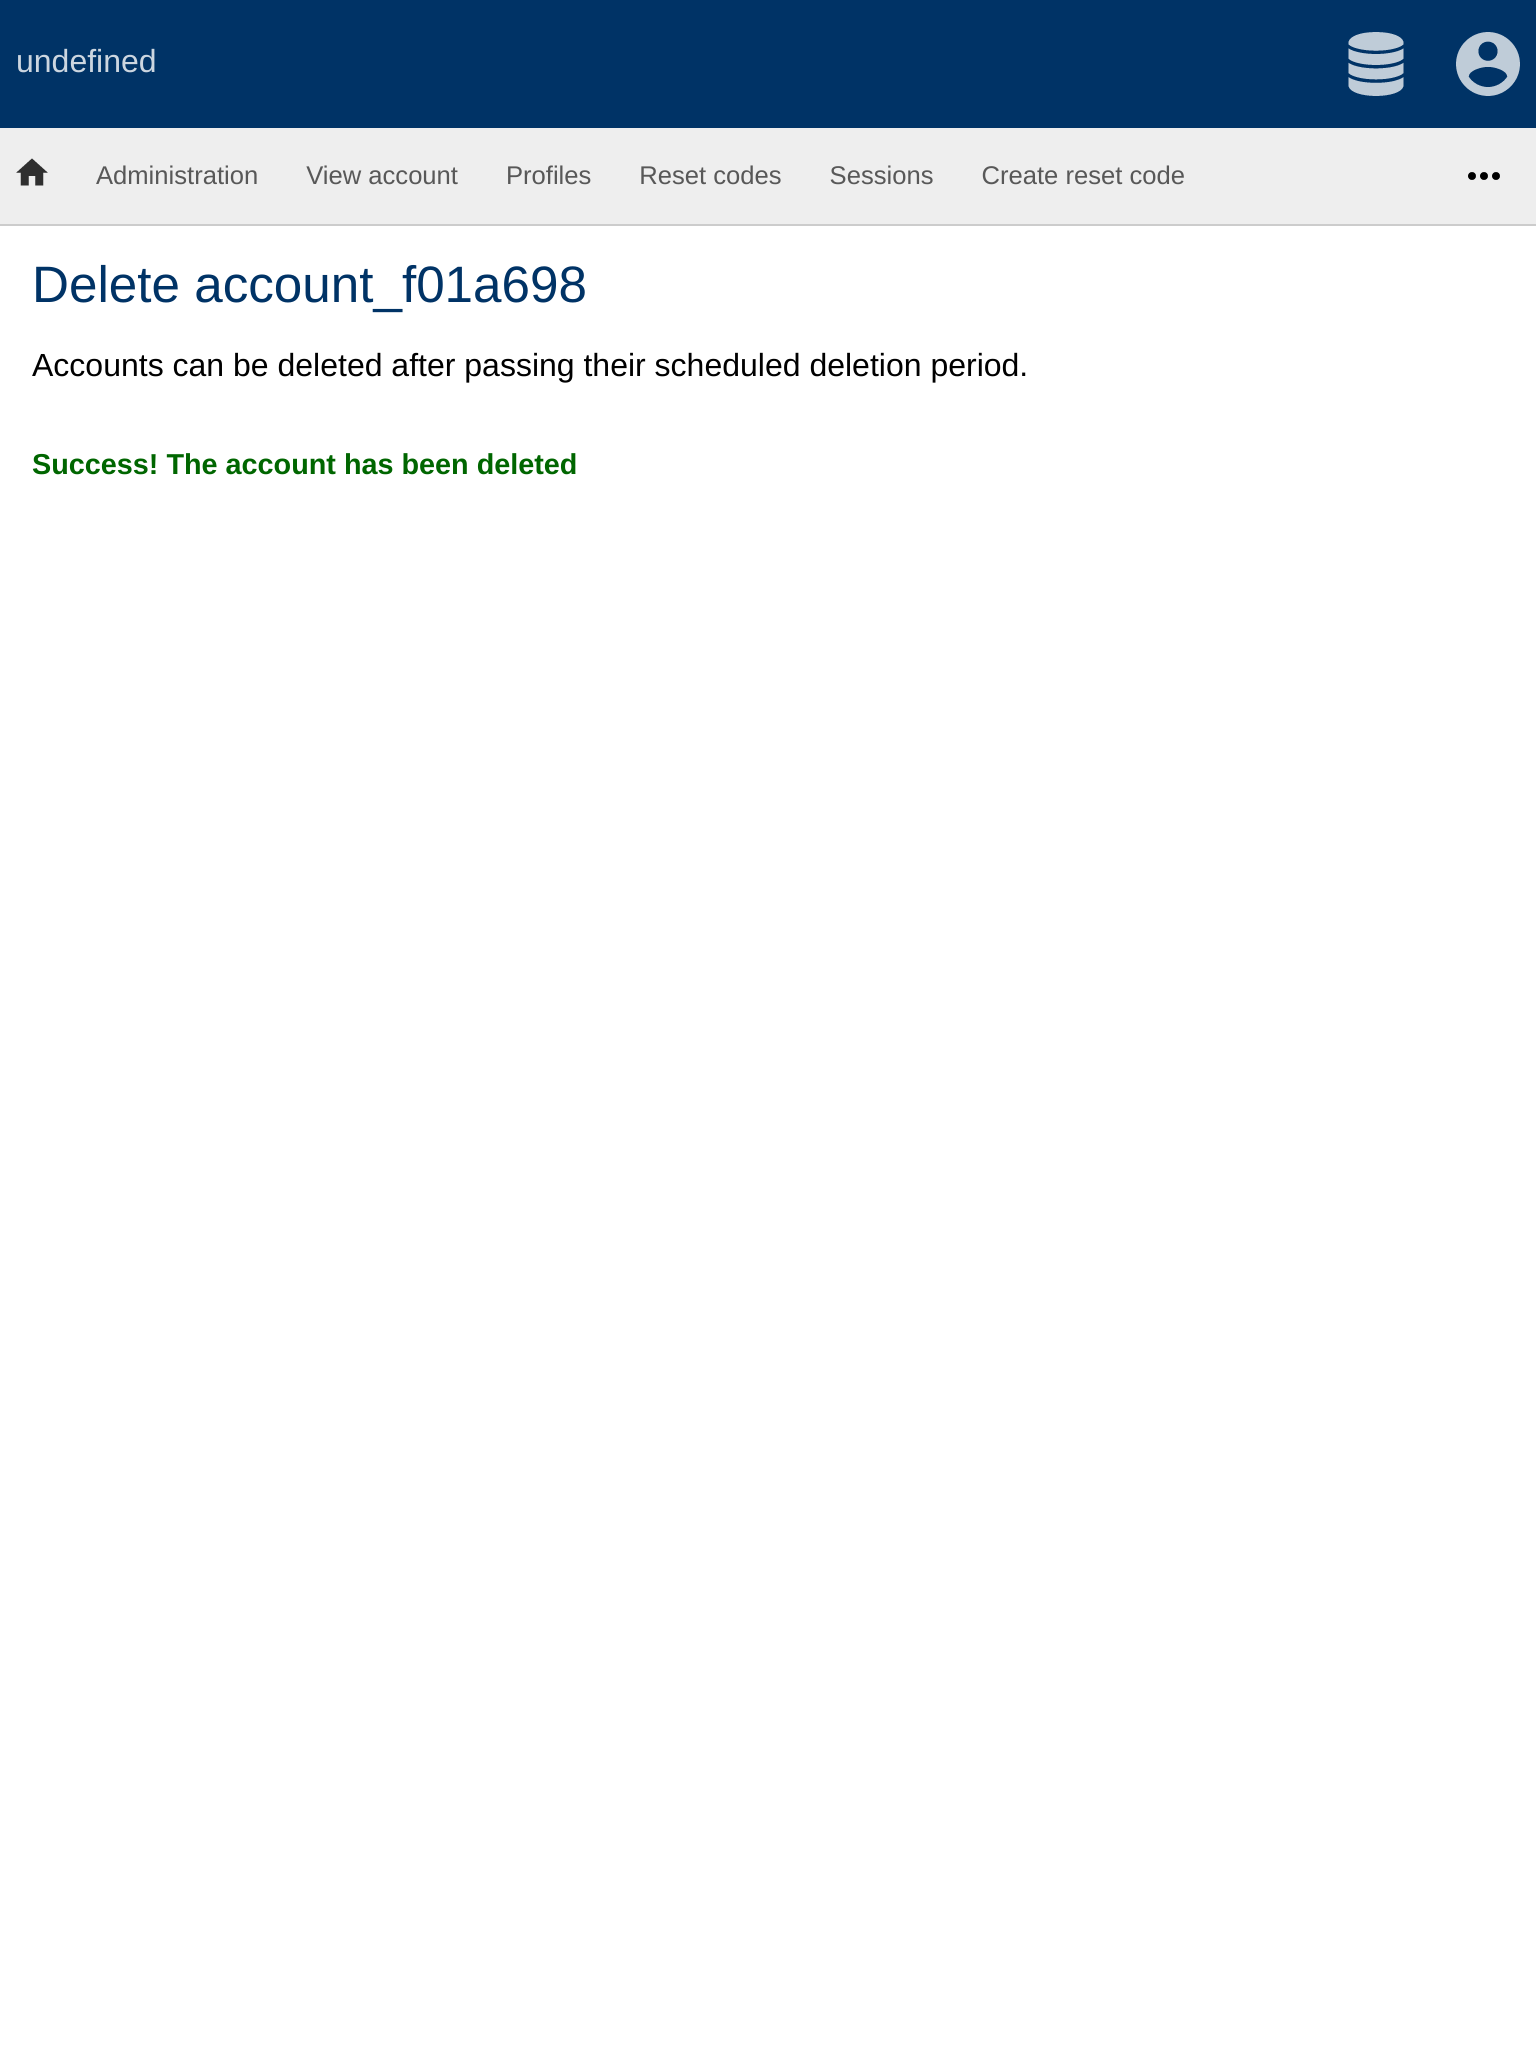 undefined
Administration View account Profiles Reset codes Sessions Create reset code
Delete account_f01a698
Accounts can be deleted after passing their scheduled deletion period.
Success! The account has been deleted